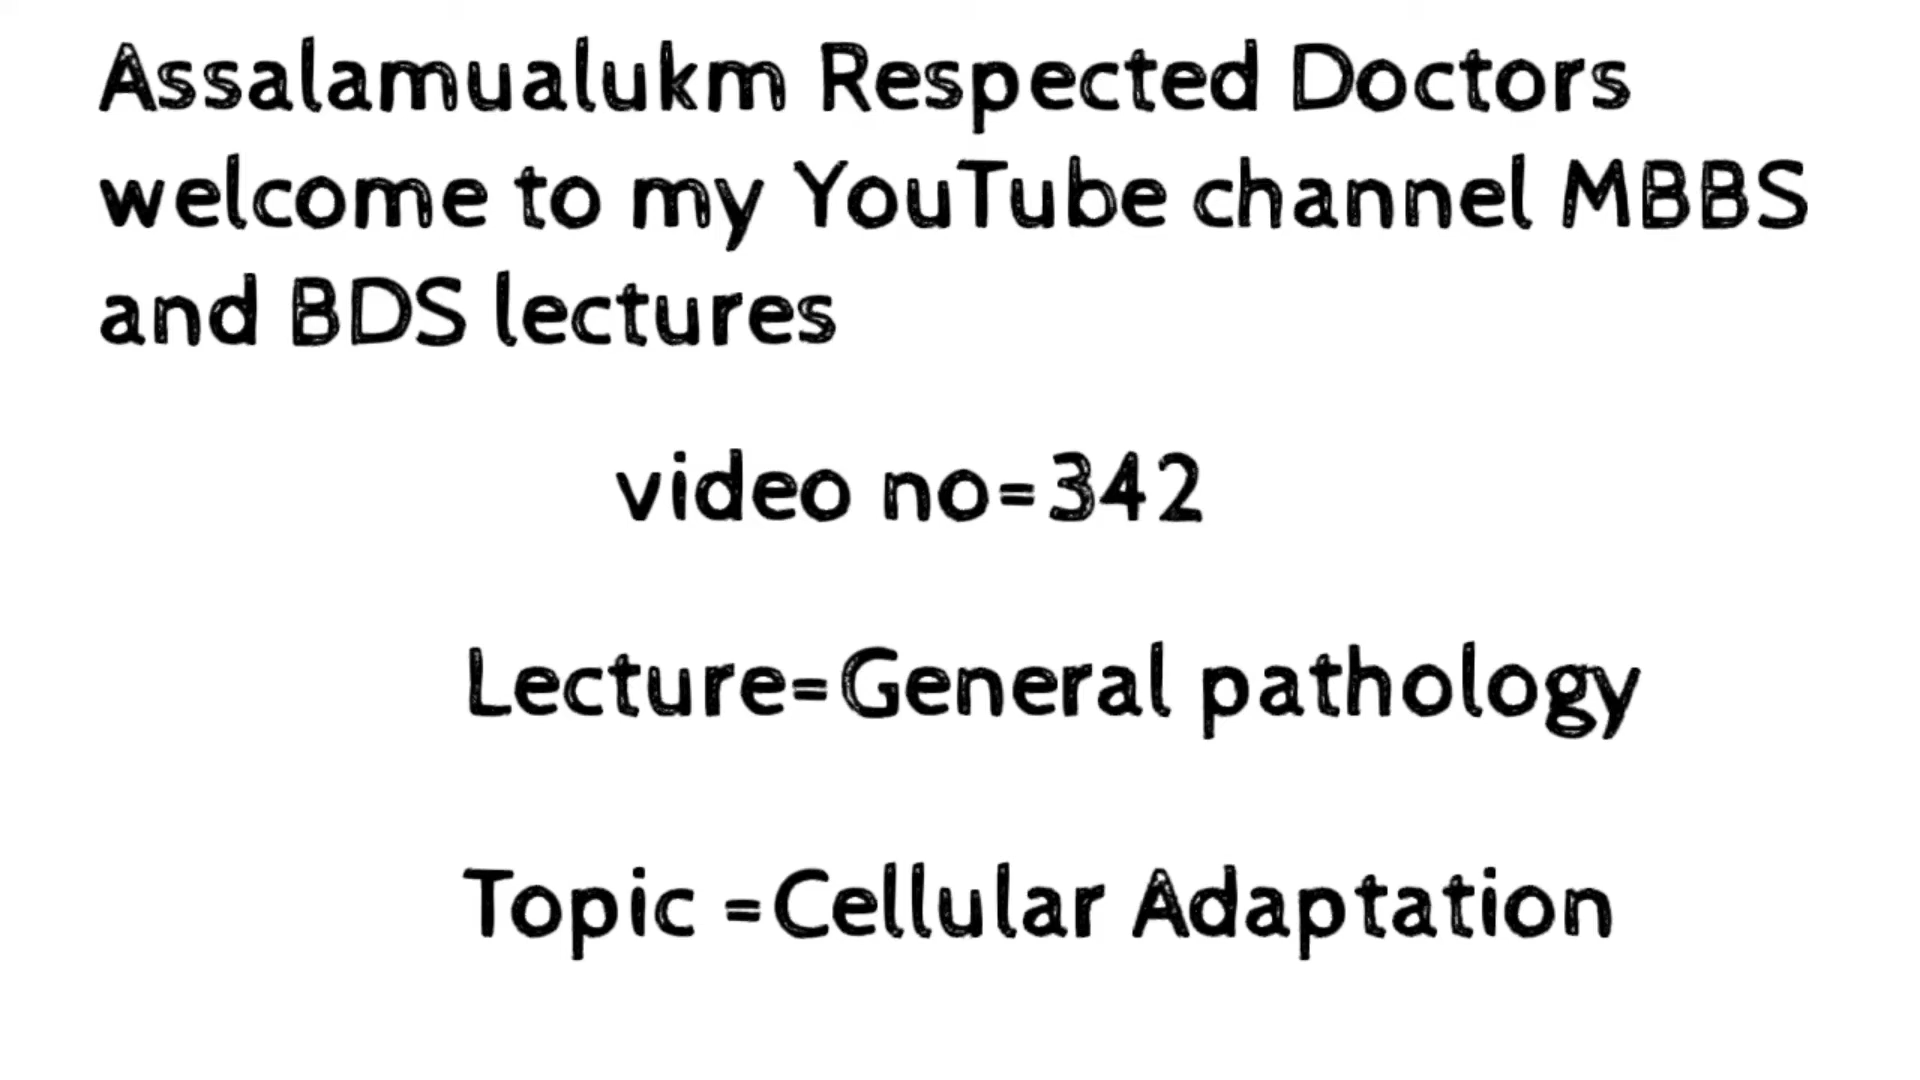 Assalamualukm Respected Doctors
welcome to my YouTube channel MBBS
and BDS lectures
video no=342
Lecture=General pathology
Topic =Cellular Adaptation